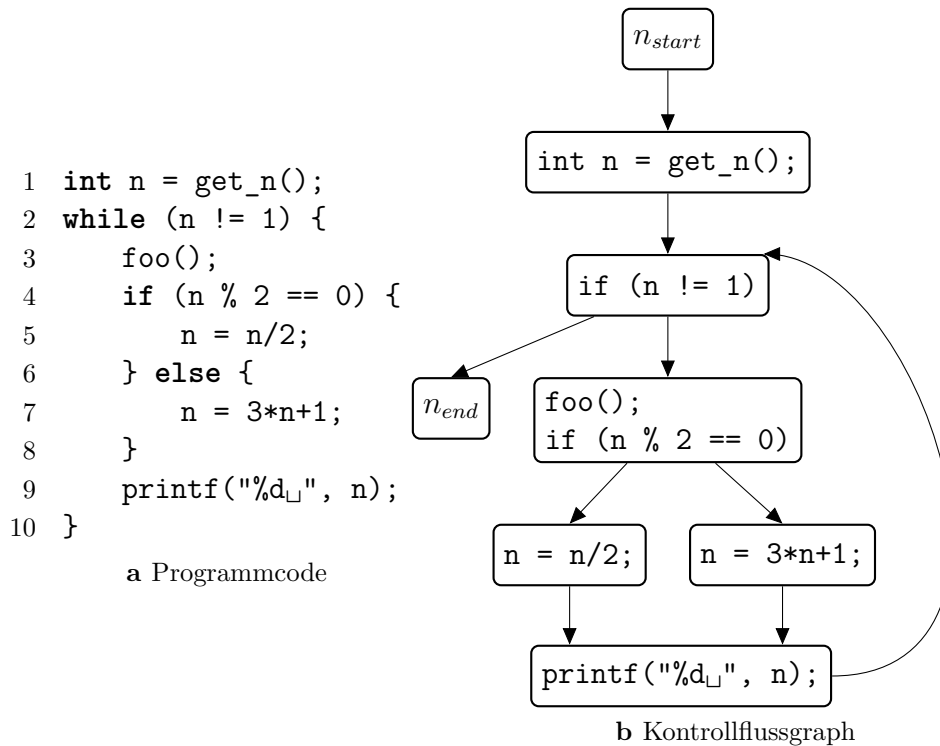 1 int n = get_n();
2 while (n != 1) {
3 foo();
4 if (n % 2 == 0) {
5 n = n/2;
6 } else {
7 n = 3*n+1;
8 }
9 printf("%d␣", n);
10 }
a Programmcode
n_start
int n = get_n();
if (n != 1)
n_end
foo();
if (n % 2 == 0)
n = n/2;
n = 3*n+1;
printf("%d␣", n);
b Kontrollflussgraph